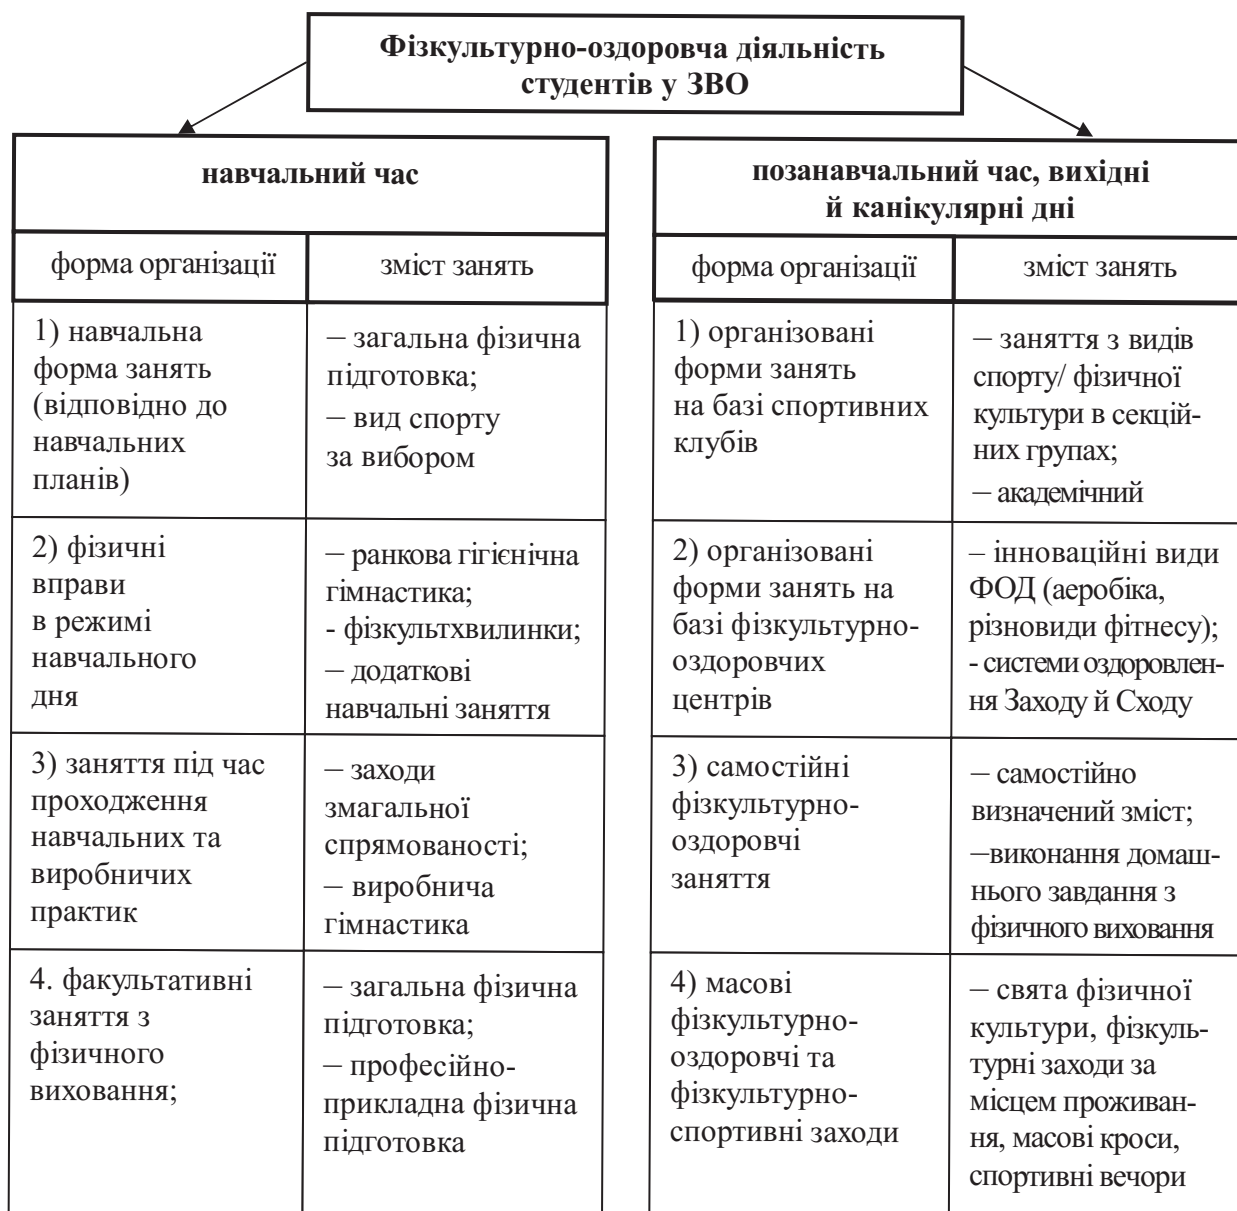 Фізкультурно-оздоровча діяльність
студентів у ЗВО
навчальний час
форма організації
зміст занять
1) навчальна
форма занять
(відповідно до
навчальних
планів)
– загальна фізична
підготовка;
– вид спорту
за вибором
2) фізичні
вправи
в режимі
навчального
дня
– ранкова гігієнічна
гімнастика;
- фізкультхвилинки;
– додаткові
навчальні заняття
3) заняття під час
проходження
навчальних та
виробничих
практик
– заходи
змагальної
спрямованості;
– виробнича
гімнастика
4. факультативні
заняття з
фізичного
виховання;
– загальна фізична
підготовка;
– професійно-
прикладна фізична
підготовка
позанавчальний час, вихідні
й канікулярні дні
форма організації
зміст занять
1) організовані
форми занять
на базі спортивних
клубів
– заняття з видів
спорту/ фізичної
культури в секцій-
них групах;
– академічний
2) організовані
форми занять на
базі фізкультурно-
оздоровчих
центрів
– інноваційні види
ФОД (аеробіка,
різновиди фітнесу);
- системи оздоровлен-
ня Заходу й Сходу
3) самостійні
фізкультурно-
оздоровчі
заняття
– самостійно
визначений зміст;
–виконання домаш-
нього завдання з
фізичного виховання
4) масові
фізкультурно-
оздоровчі та
фізкультурно-
спортивні заходи
– свята фізичної
культури, фізкуль-
турні заходи за
місцем проживан-
ня, масові кроси,
спортивні вечори